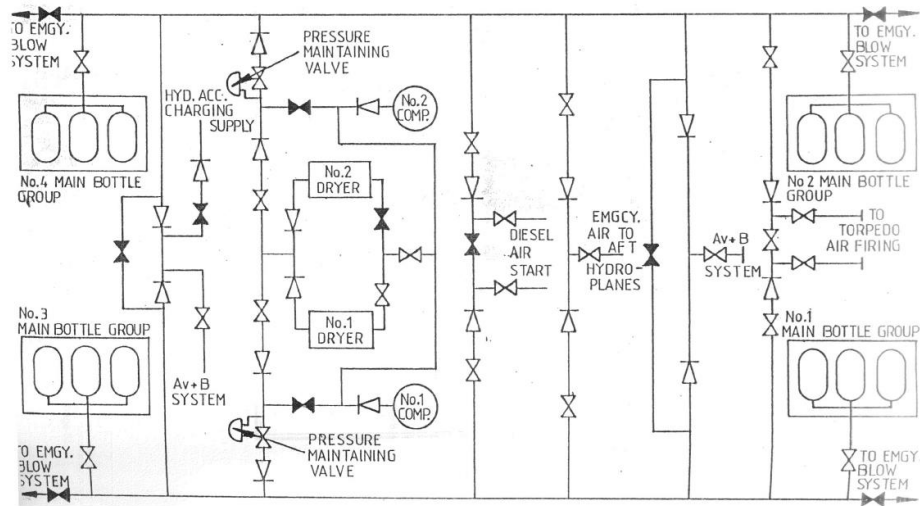 TO EMGY.
BLOW
SYSTEM
PRESSURE
MAINTAINING
VALVE
TO EMGY.
BLOW
SYSTEM
HYD. ACC.
CHARGING
SUPPLY
No.2
COMP.
No.4 MAIN BOTTLE
GROUP
No.2
DRYER
No 2 MAIN BOTTLE
GROUP
DIESEL
AIR
START
EMGCY.
AIR TO
AFT
HYDRO-
PLANES
Av+B
SYSTEM
TO
TORPEDO
AIR FIRING
No.3
MAIN BOTTLE GROUP
No.1
DRYER
No.1
MAIN BOTTLE GROUP
Av+B
SYSTEM
No.1
COMP.
PRESSURE
MAINTAINING
VALVE
TO EMGY.
BLOW
SYSTEM
TO EMGY
BLOW
SYSTEM